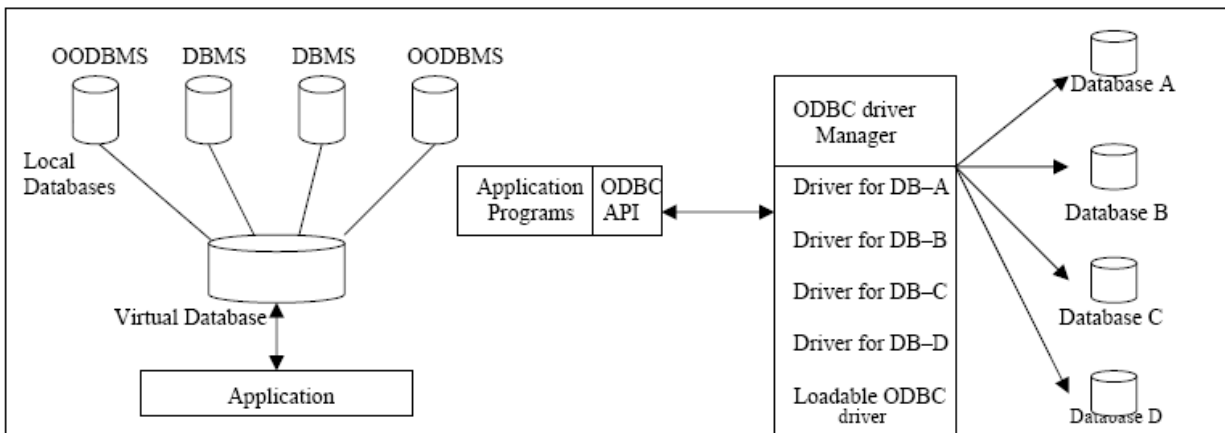 OODBMS DBMS DBMS OODBMS
Local
Databases
Virtual Database
Application
Application
Programs
ODBC
API
ODBC driver
Manager
Driver for DB–A
Driver for DB–B
Driver for DB–C
Driver for DB–D
Loadable ODBC
driver
Database A
Database B
Database C
Database D